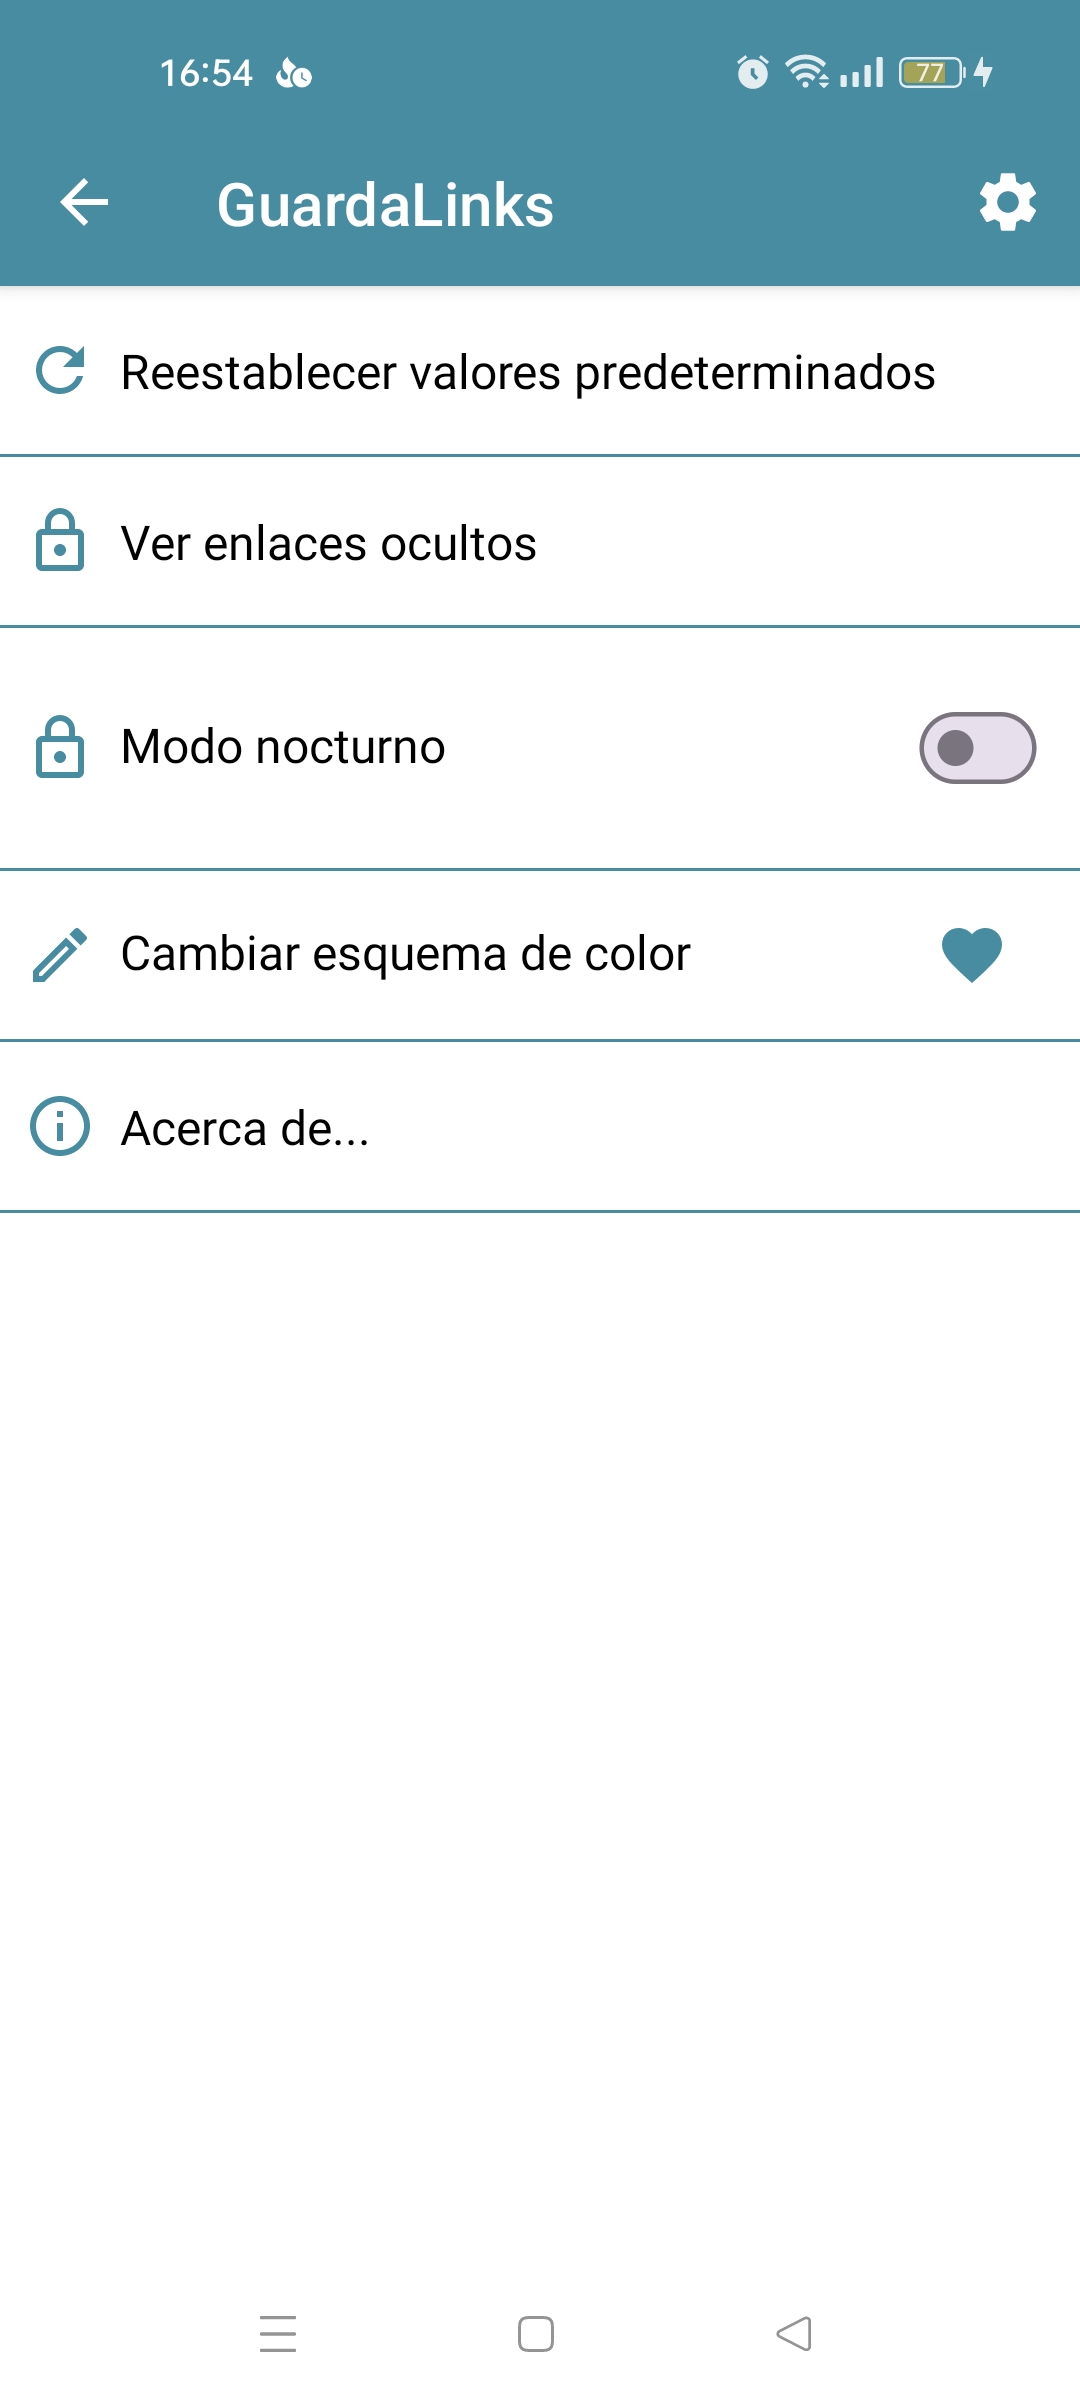 16:54
77
GuardaLinks
Reestablecer valores predeterminados
Ver enlaces ocultos
Modo nocturno
Cambiar esquema de color
Acerca de...